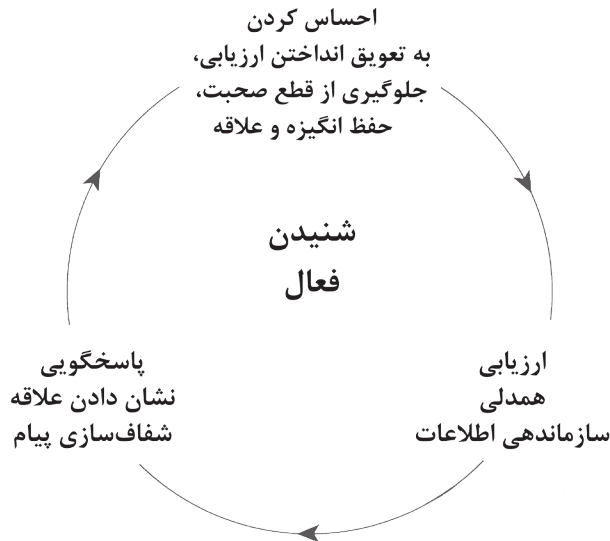 احساس کردن
به تعویق انداختن ارزیابی،
جلوگیری از قطع صحبت،
حفظ انگیزه و علاقه
شنیدن
فعال
ارزیابی
همدلی
سازماندهی اطلاعات
پاسخگویی
نشان دادن علاقه
شفاف‌سازی پیام